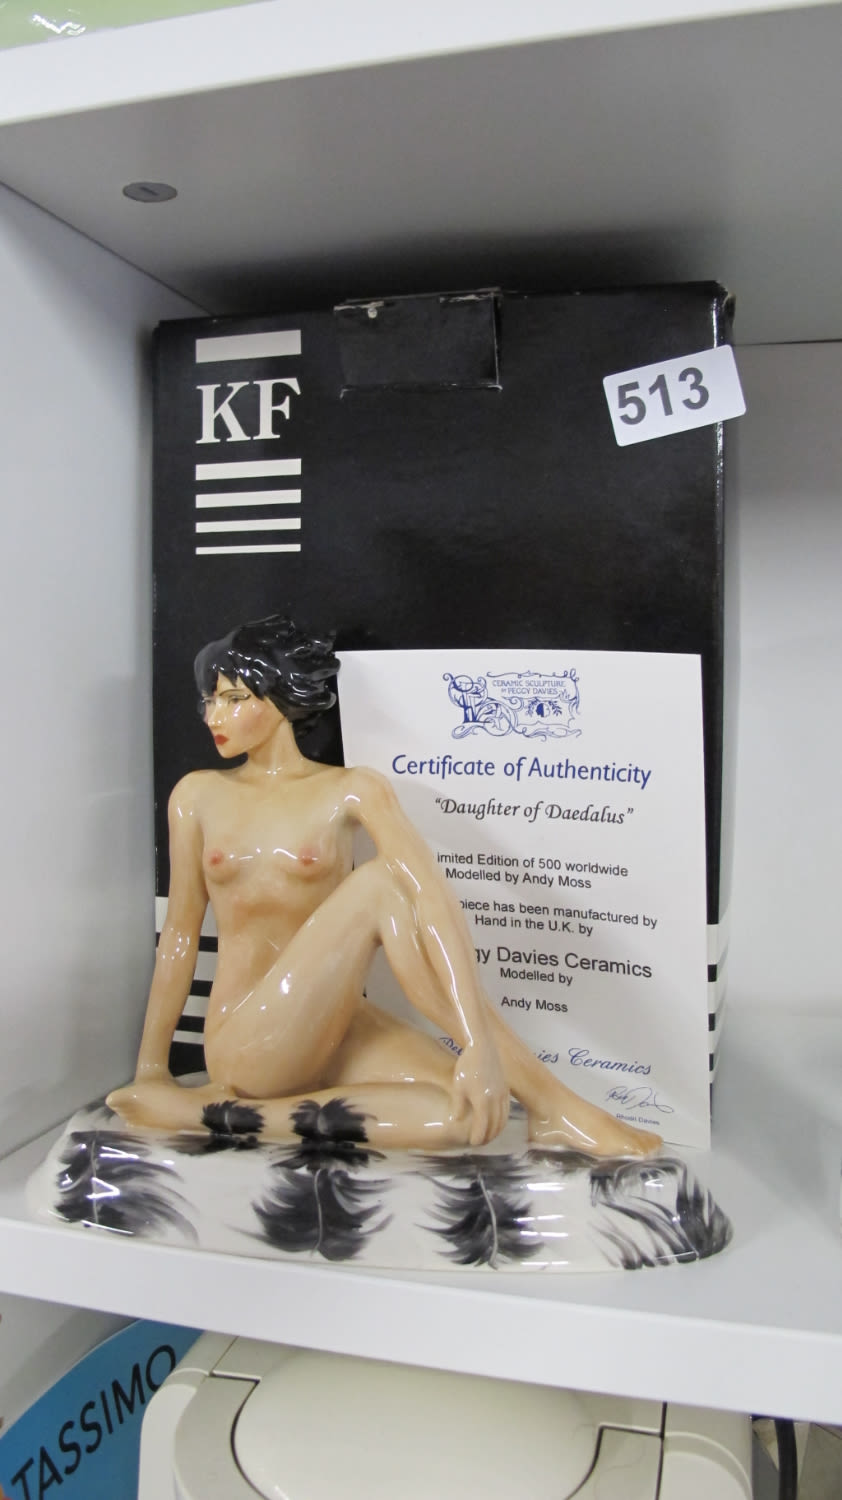 KF
513
CERAMIC SCULPTURE
BY PEGGY DAVIES
Certificate of Authenticity
"Daughter of Daedalus"
imited Edition of 500 worldwide
Modelled by Andy Moss
piece has been manufactured by
Hand in the U.K. by
gy Davies Ceramics
Modelled by
Andy Moss
ies Ceramics
Rhodri Davies
TASSIMO